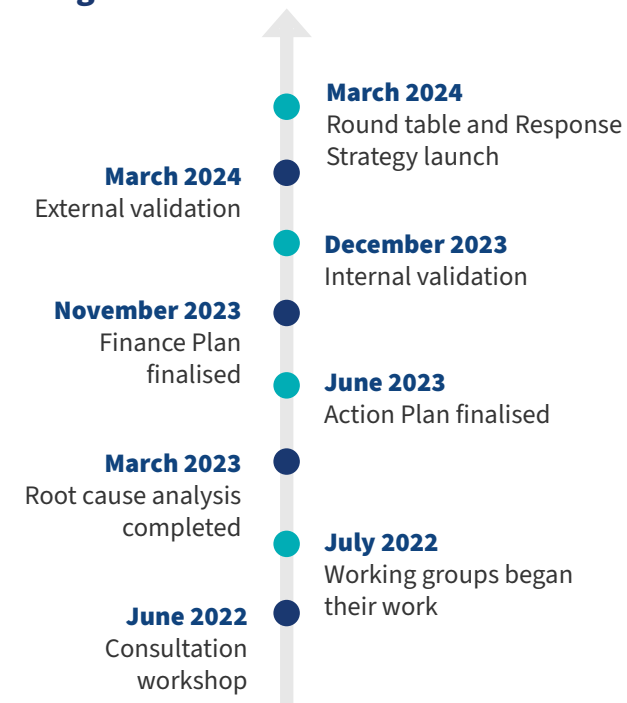 March 2024
Round table and Response
Strategy launch
March 2024
External validation
December 2023
Internal validation
November 2023
Finance Plan
finalised
June 2023
Action Plan finalised
March 2023
Root cause analysis
completed
July 2022
Working groups began
their work
June 2022
Consultation
workshop